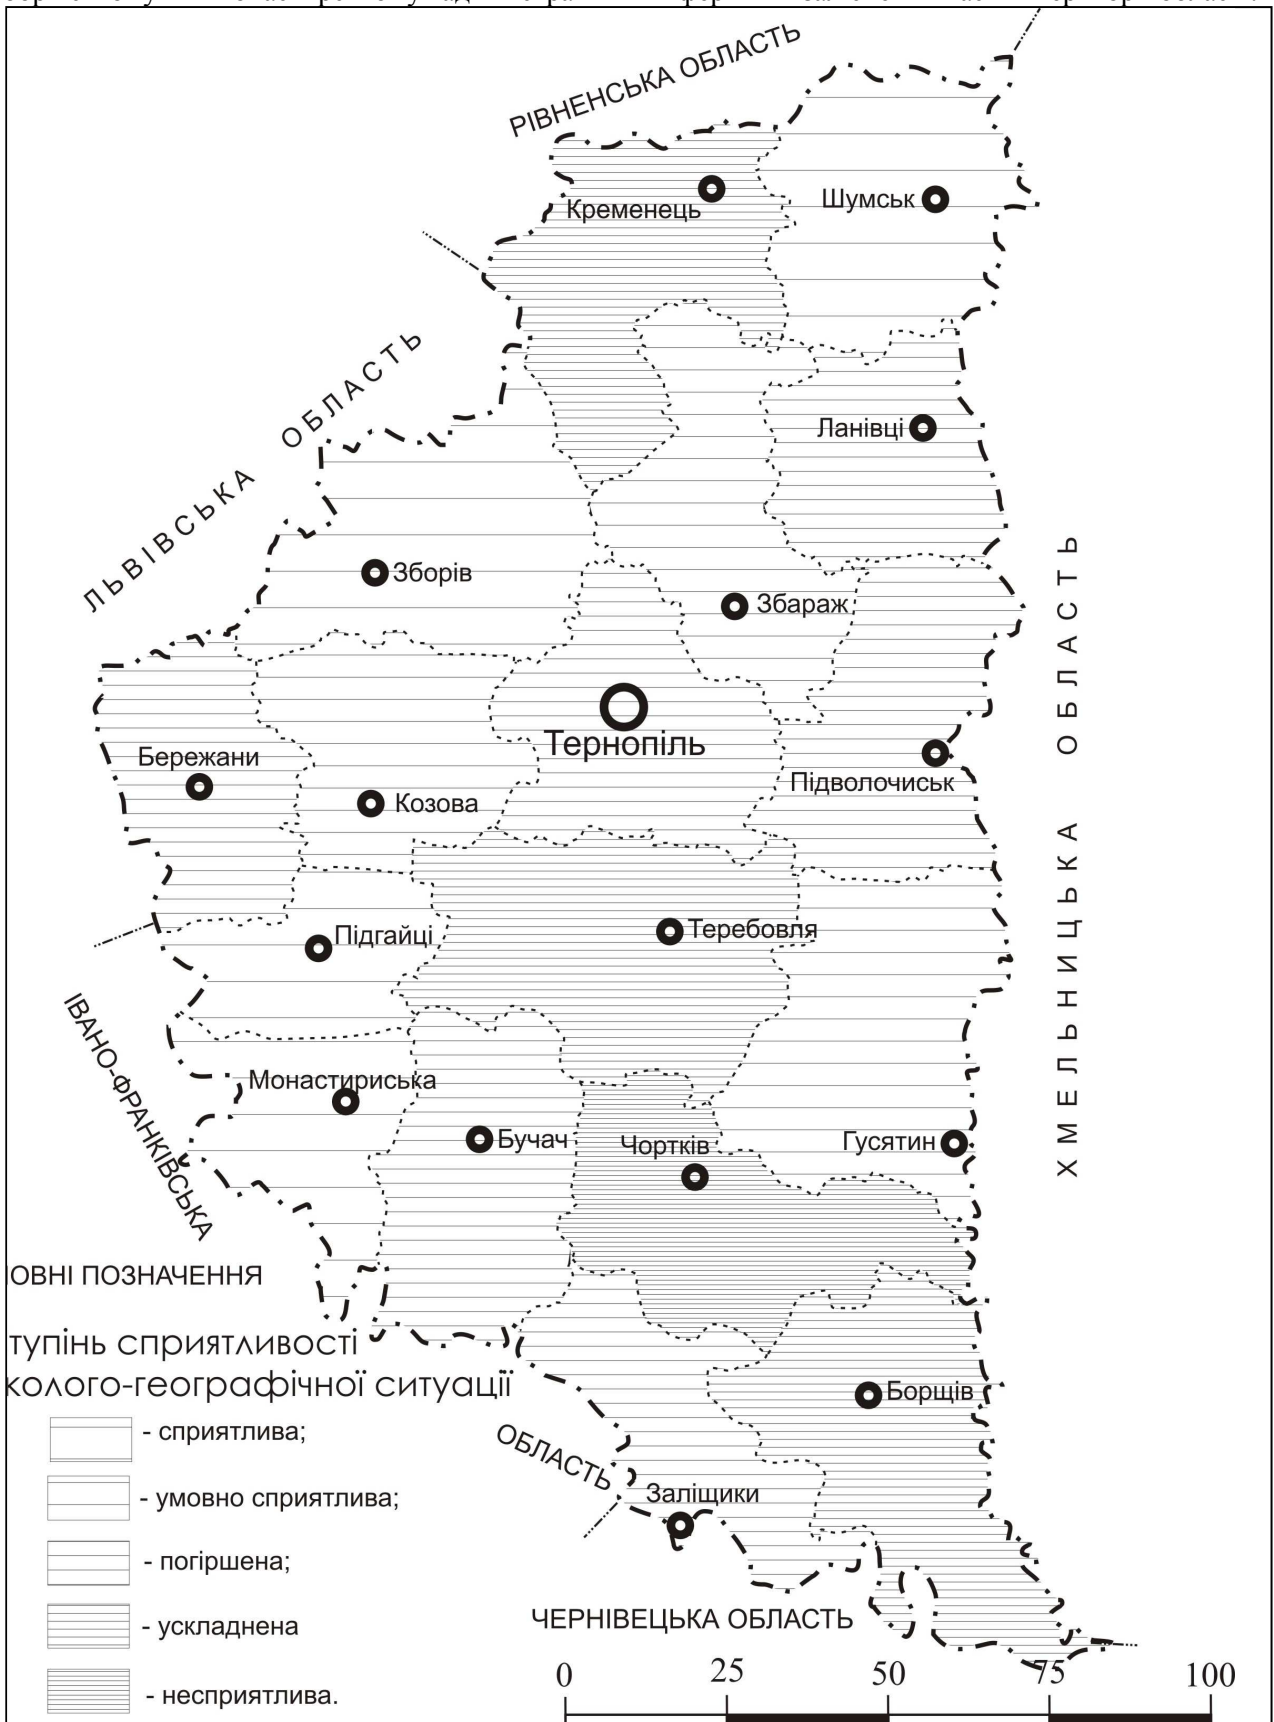 РІВНЕНСЬКА ОБЛАСТЬ
Кременець
Шумськ
ЛЬВІВСЬКА ОБЛАСТЬ
Ланівці
Зборів
Збараж
ХМЕЛЬНИЦЬКА ОБЛАСТЬ
Тернопіль
Бережани
Підволочиськ
Козова
Теребовля
Підгайці
ІВАНО-ФРАНКІВСЬКА
Монастириська
Бучач
Чортків
Гусятин
ОВНІ ПОЗНАЧЕННЯ
тупінь сприятливості
колого-географічної ситуації
Борщів
- сприятлива;
ОБЛАСТЬ
- умовно сприятлива;
Заліщики
- погіршена;
- ускладнена
ЧЕРНІВЕЦЬКА ОБЛАСТЬ
- несприятлива.
0 25 50 75 100